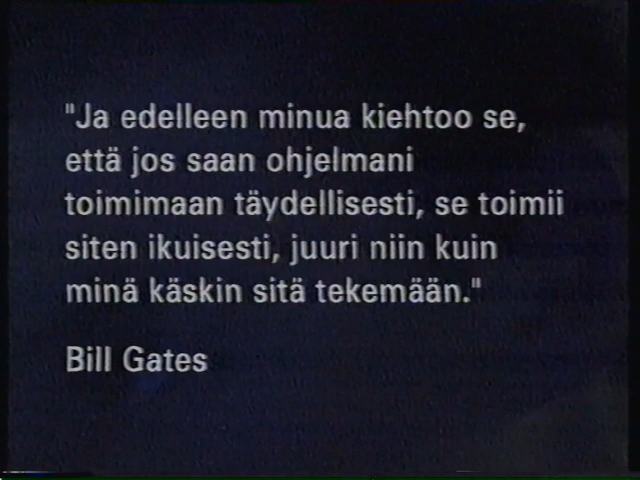 "Ja edelleen minua kiehtoo se,
että jos saan ohjelmani
toimimaan täydellisesti, se toimii
siten ikuisesti, juuri niin kuin
minä käskin sitä tekemään."
Bill Gates